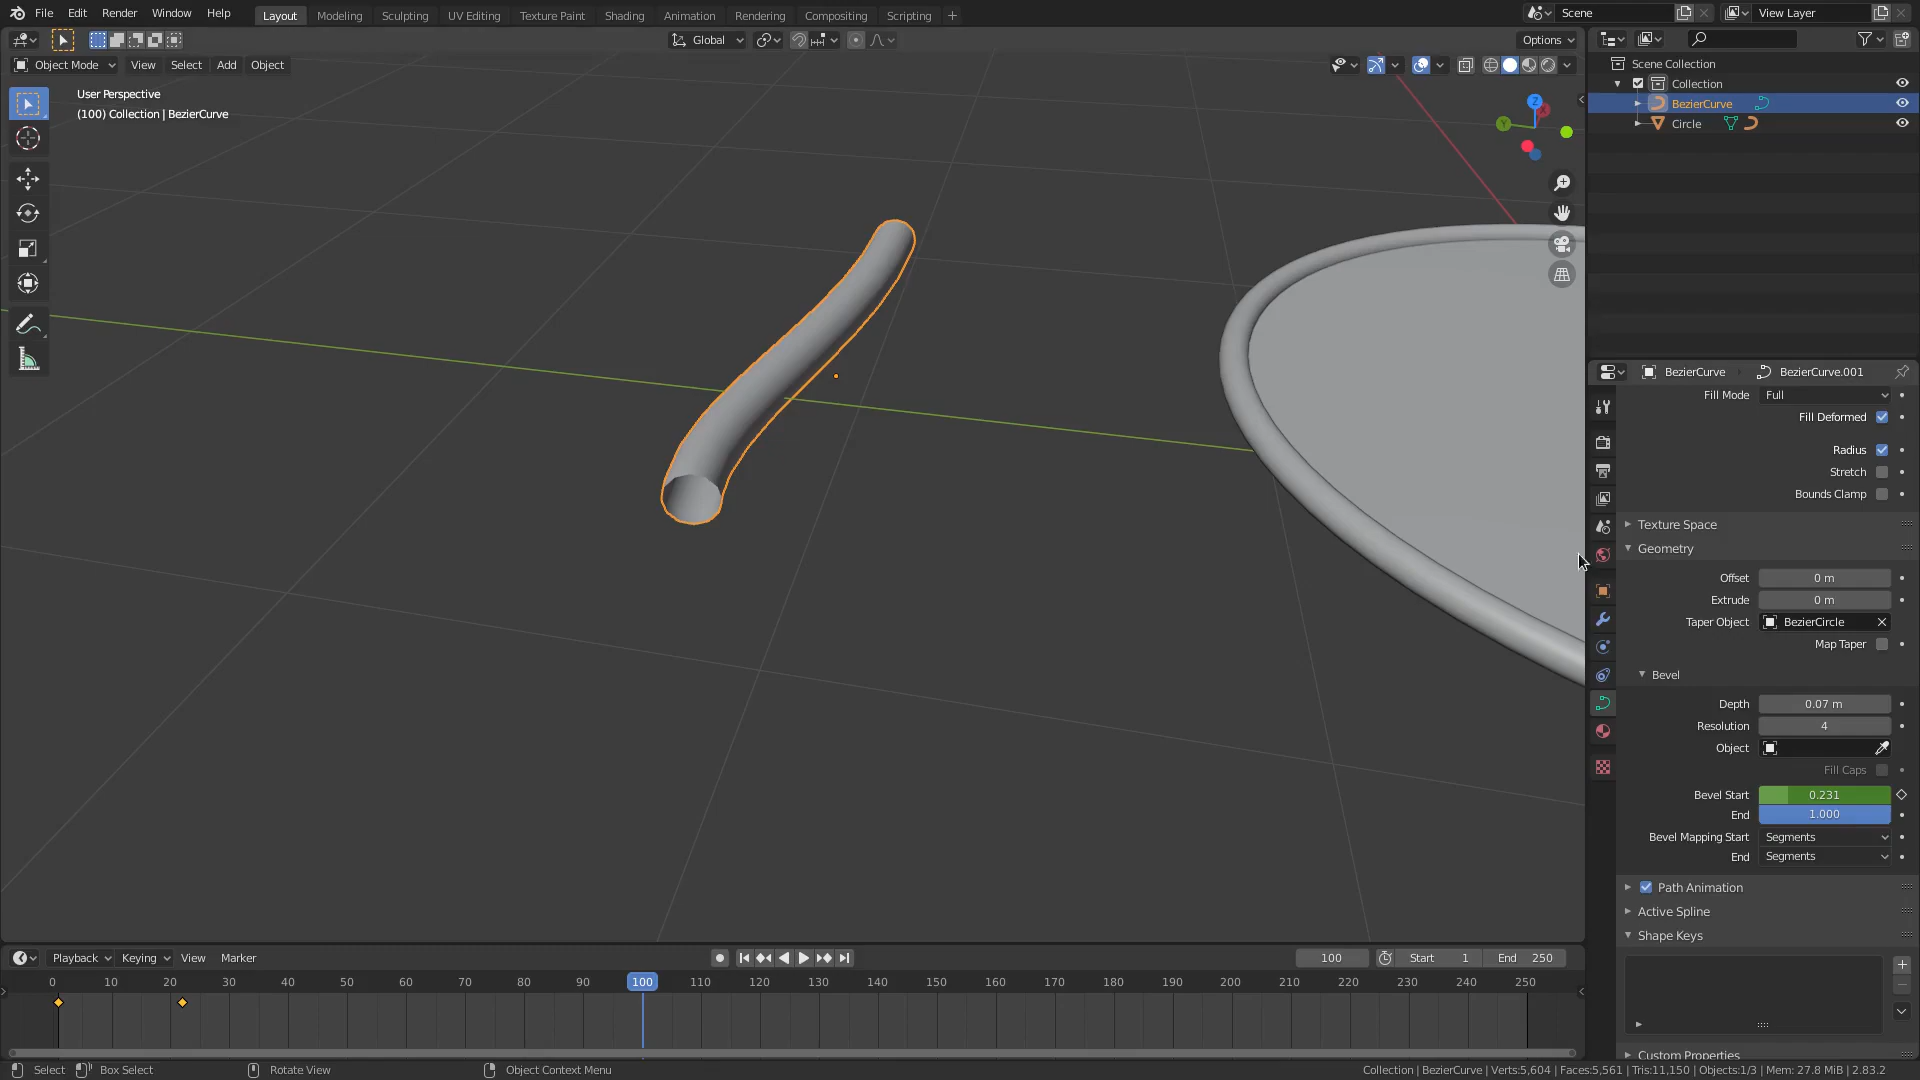 File Edit Render Window Help
Layout Modeling Sculpting UV Editing Texture Paint Shading Animation Rendering Compositing Scripting +
Scene
View Layer
Global
Options
Object Mode View Select Add Object
User Perspective
(100) Collection | BezierCurve
Z
X
Y
Scene Collection
Collection
BezierCurve
Circle
BezierCurve
BezierCurve.001
Fill Mode Full
Fill Deformed
Radius
Stretch
Bounds Clamp
Texture Space
Geometry
Offset 0 m
Extrude 0 m
Taper Object BezierCircle
Map Taper
Bevel
Depth 0.07 m
Resolution 4
Object
Fill Caps
Bevel Start 0.231
End 1.000
Bevel Mapping Start Segments
End Segments
Path Animation
Active Spline
Shape Keys
Custom Properties
Playback Keying View Marker
100
Start 1
End 250
0 10 20 30 40 50 60 70 80 90 100 110 120 130 140 150 160 170 180 190 200 210 220 230 240 250
Select Box Select Rotate View Object Context Menu
Collection | BezierCurve | Verts:5,604 | Faces:5,561 | Tris:11,150 | Objects:1/3 | Mem: 27.8 MiB | 2.83.2